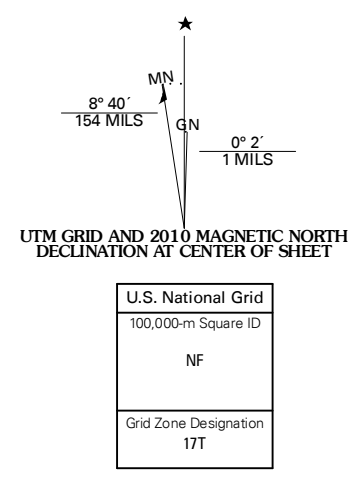 ★
MN
8° 40´
154 MILS
GN
0° 2´
1 MILS
UTM GRID AND 2010 MAGNETIC NORTH
DECLINATION AT CENTER OF SHEET
U.S. National Grid
100,000-m Square ID
NF
Grid Zone Designation
17T